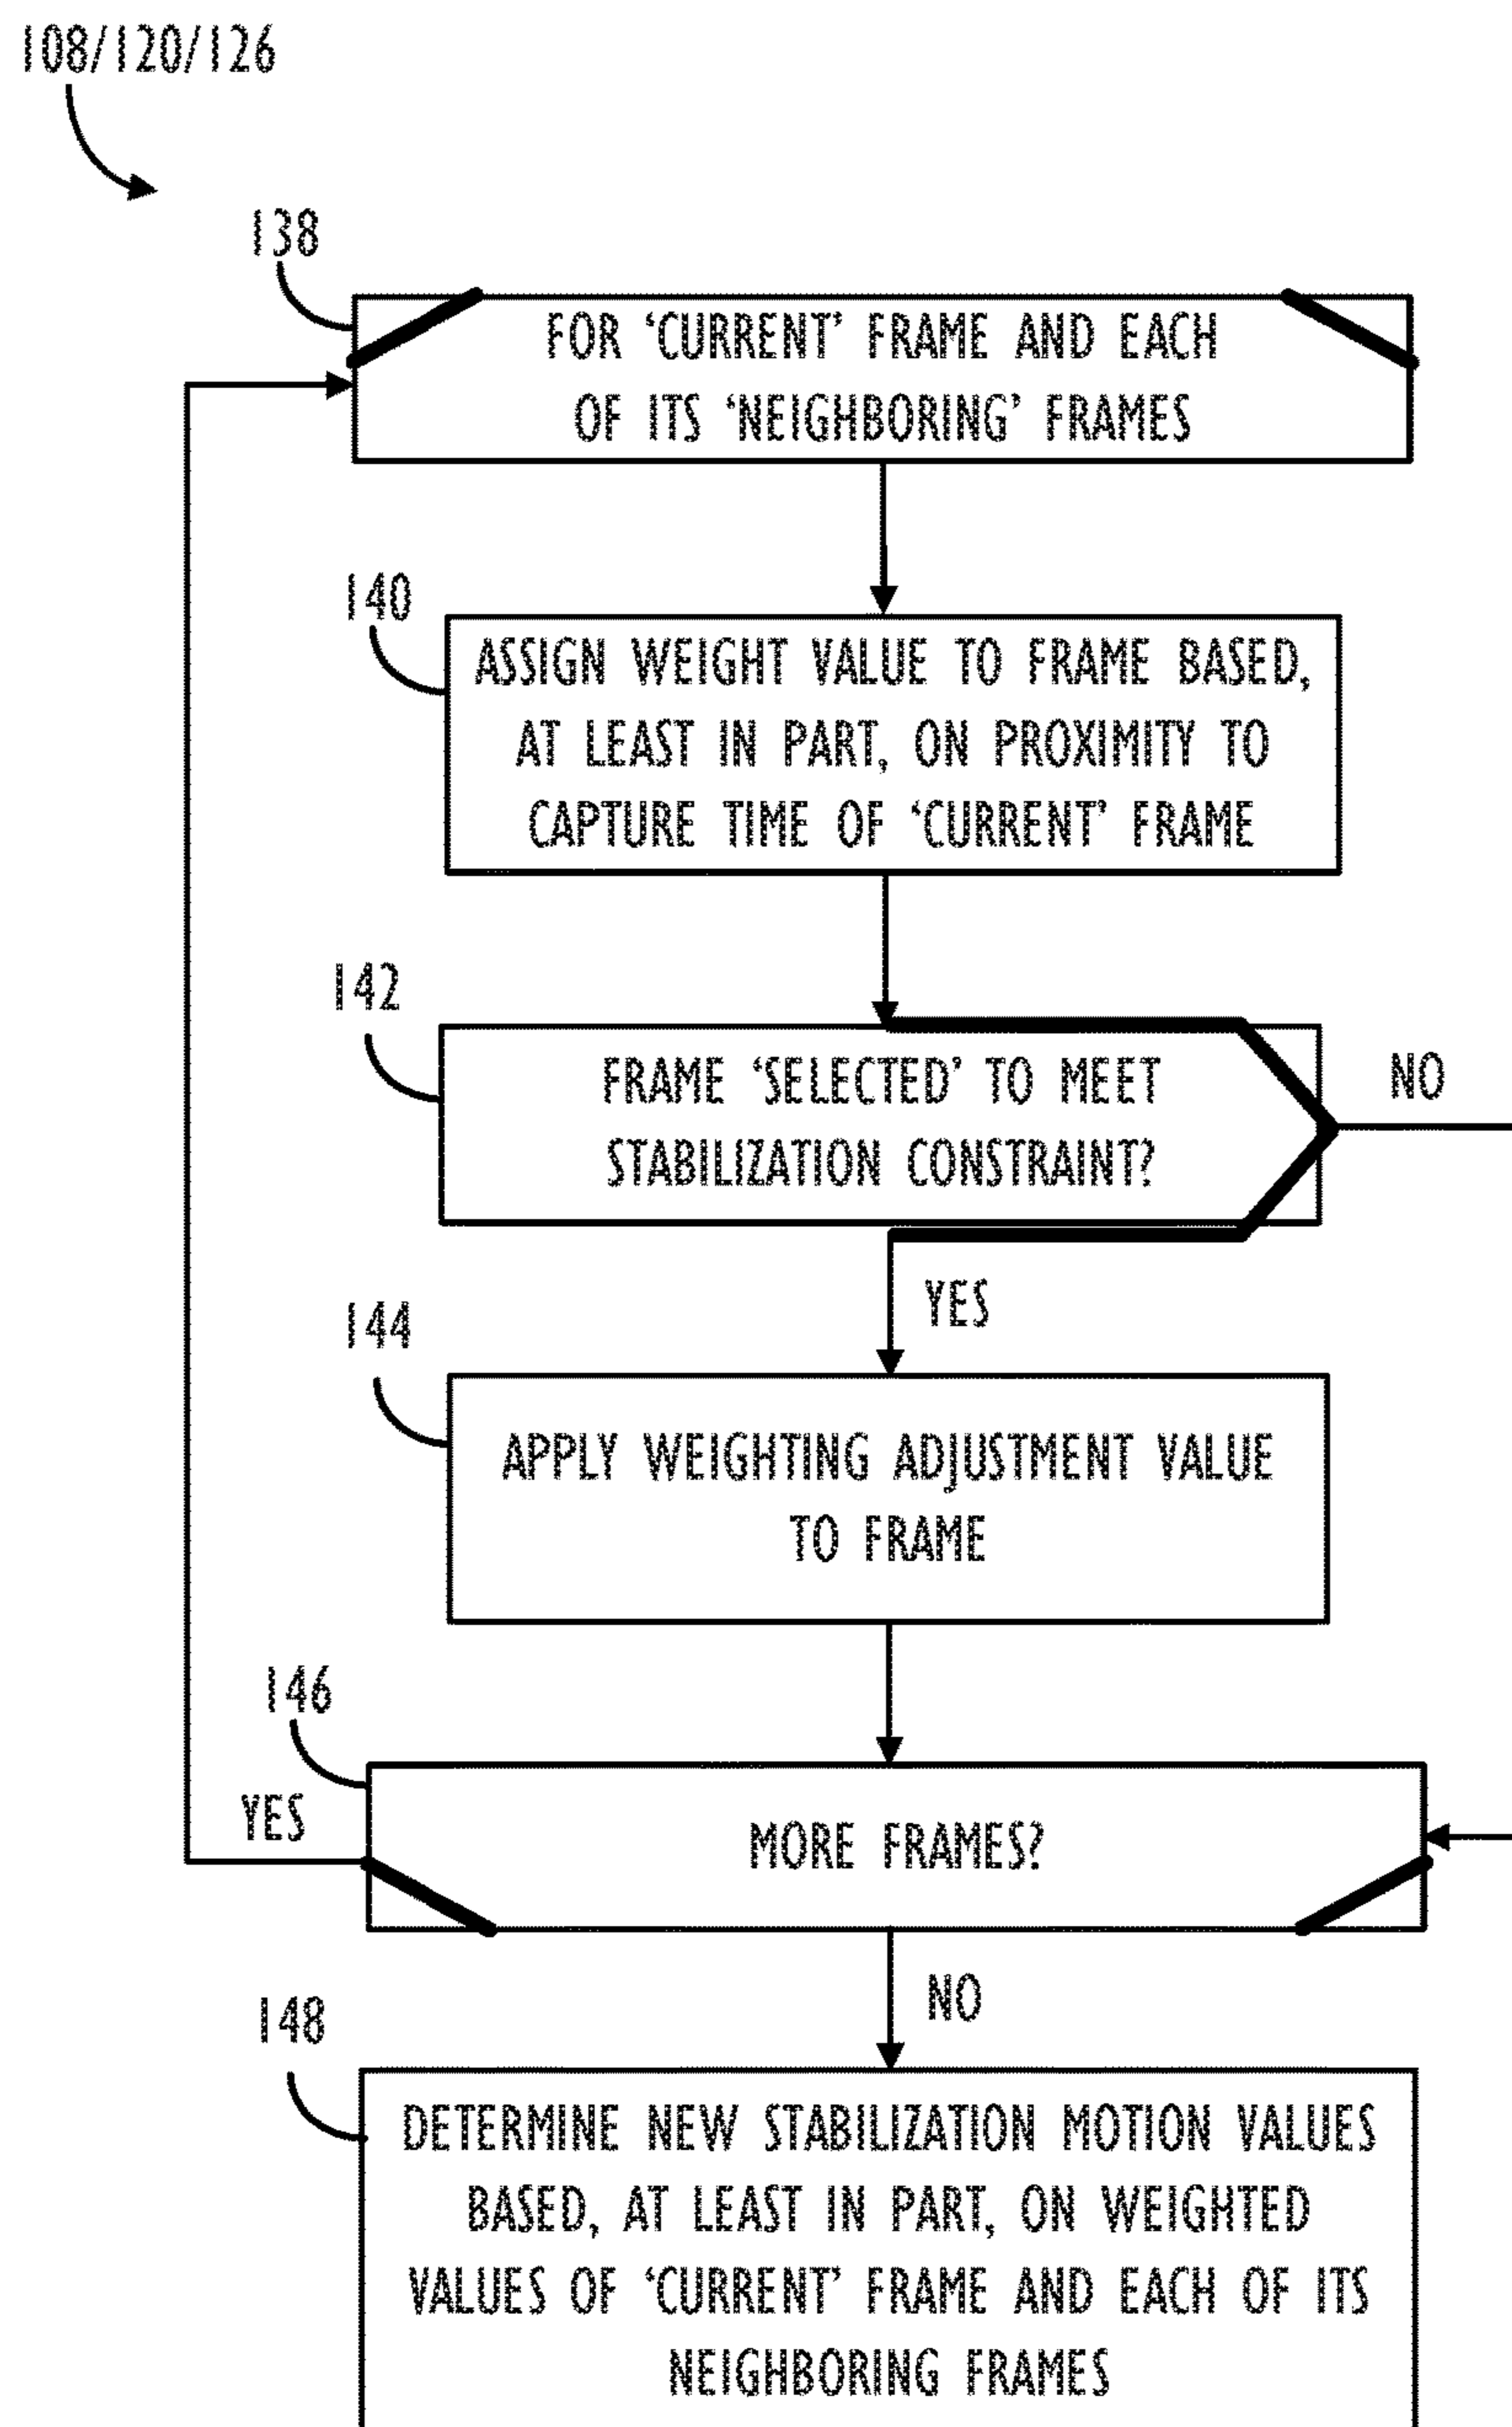 108/120/126
138
FOR ‘CURRENT’ FRAME AND EACH
OF ITS ‘NEIGHBORING’ FRAMES
140
ASSIGN WEIGHT VALUE TO FRAME BASED,
AT LEAST IN PART, ON PROXIMITY TO
CAPTURE TIME OF ‘CURRENT’ FRAME
142
FRAME ‘SELECTED’ TO MEET
STABILIZATION CONSTRAINT?
NO
YES
144
APPLY WEIGHTING ADJUSTMENT VALUE
TO FRAME
146
YES
MORE FRAMES?
NO
148
DETERMINE NEW STABILIZATION MOTION VALUES
BASED, AT LEAST IN PART, ON WEIGHTED
VALUES OF ‘CURRENT’ FRAME AND EACH OF ITS
NEIGHBORING FRAMES